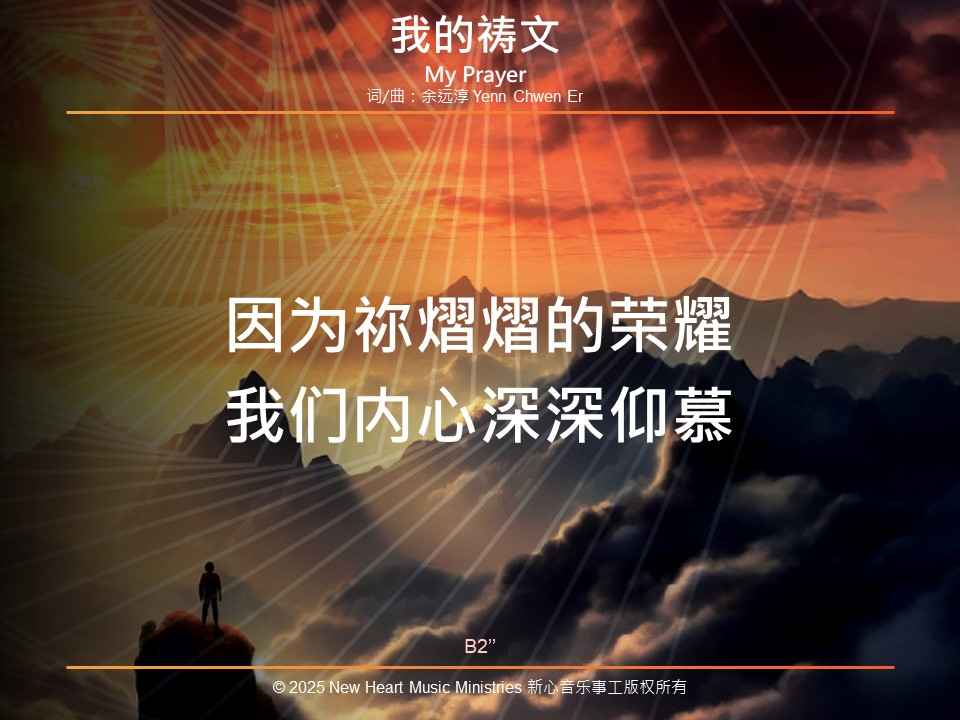 我的祷文
My Prayer
词/曲：余远淳 Yenn Chwen Er
因为祢熠熠的荣耀
我们内心深深仰慕
B2”
© 2025 New Heart Music Ministries 新心音乐事工版权所有